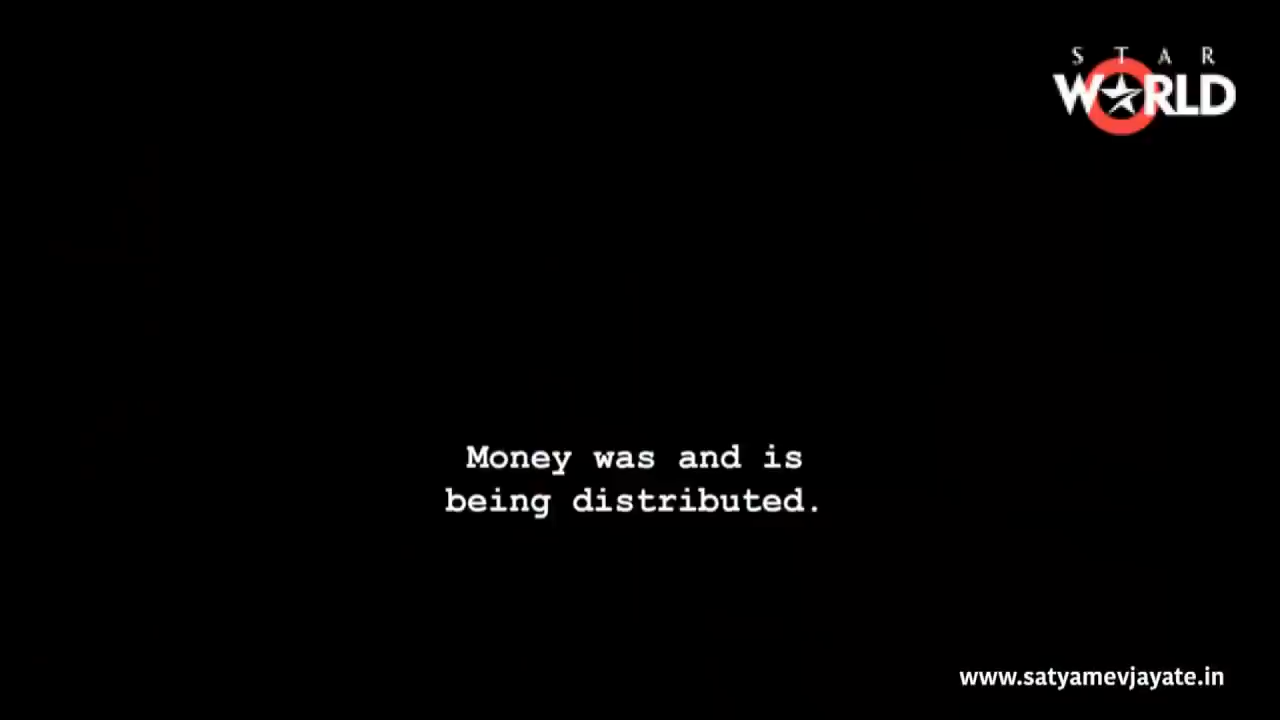 STAR
WORLD
Money was and is
being distributed.
www.satyamevjayate.in